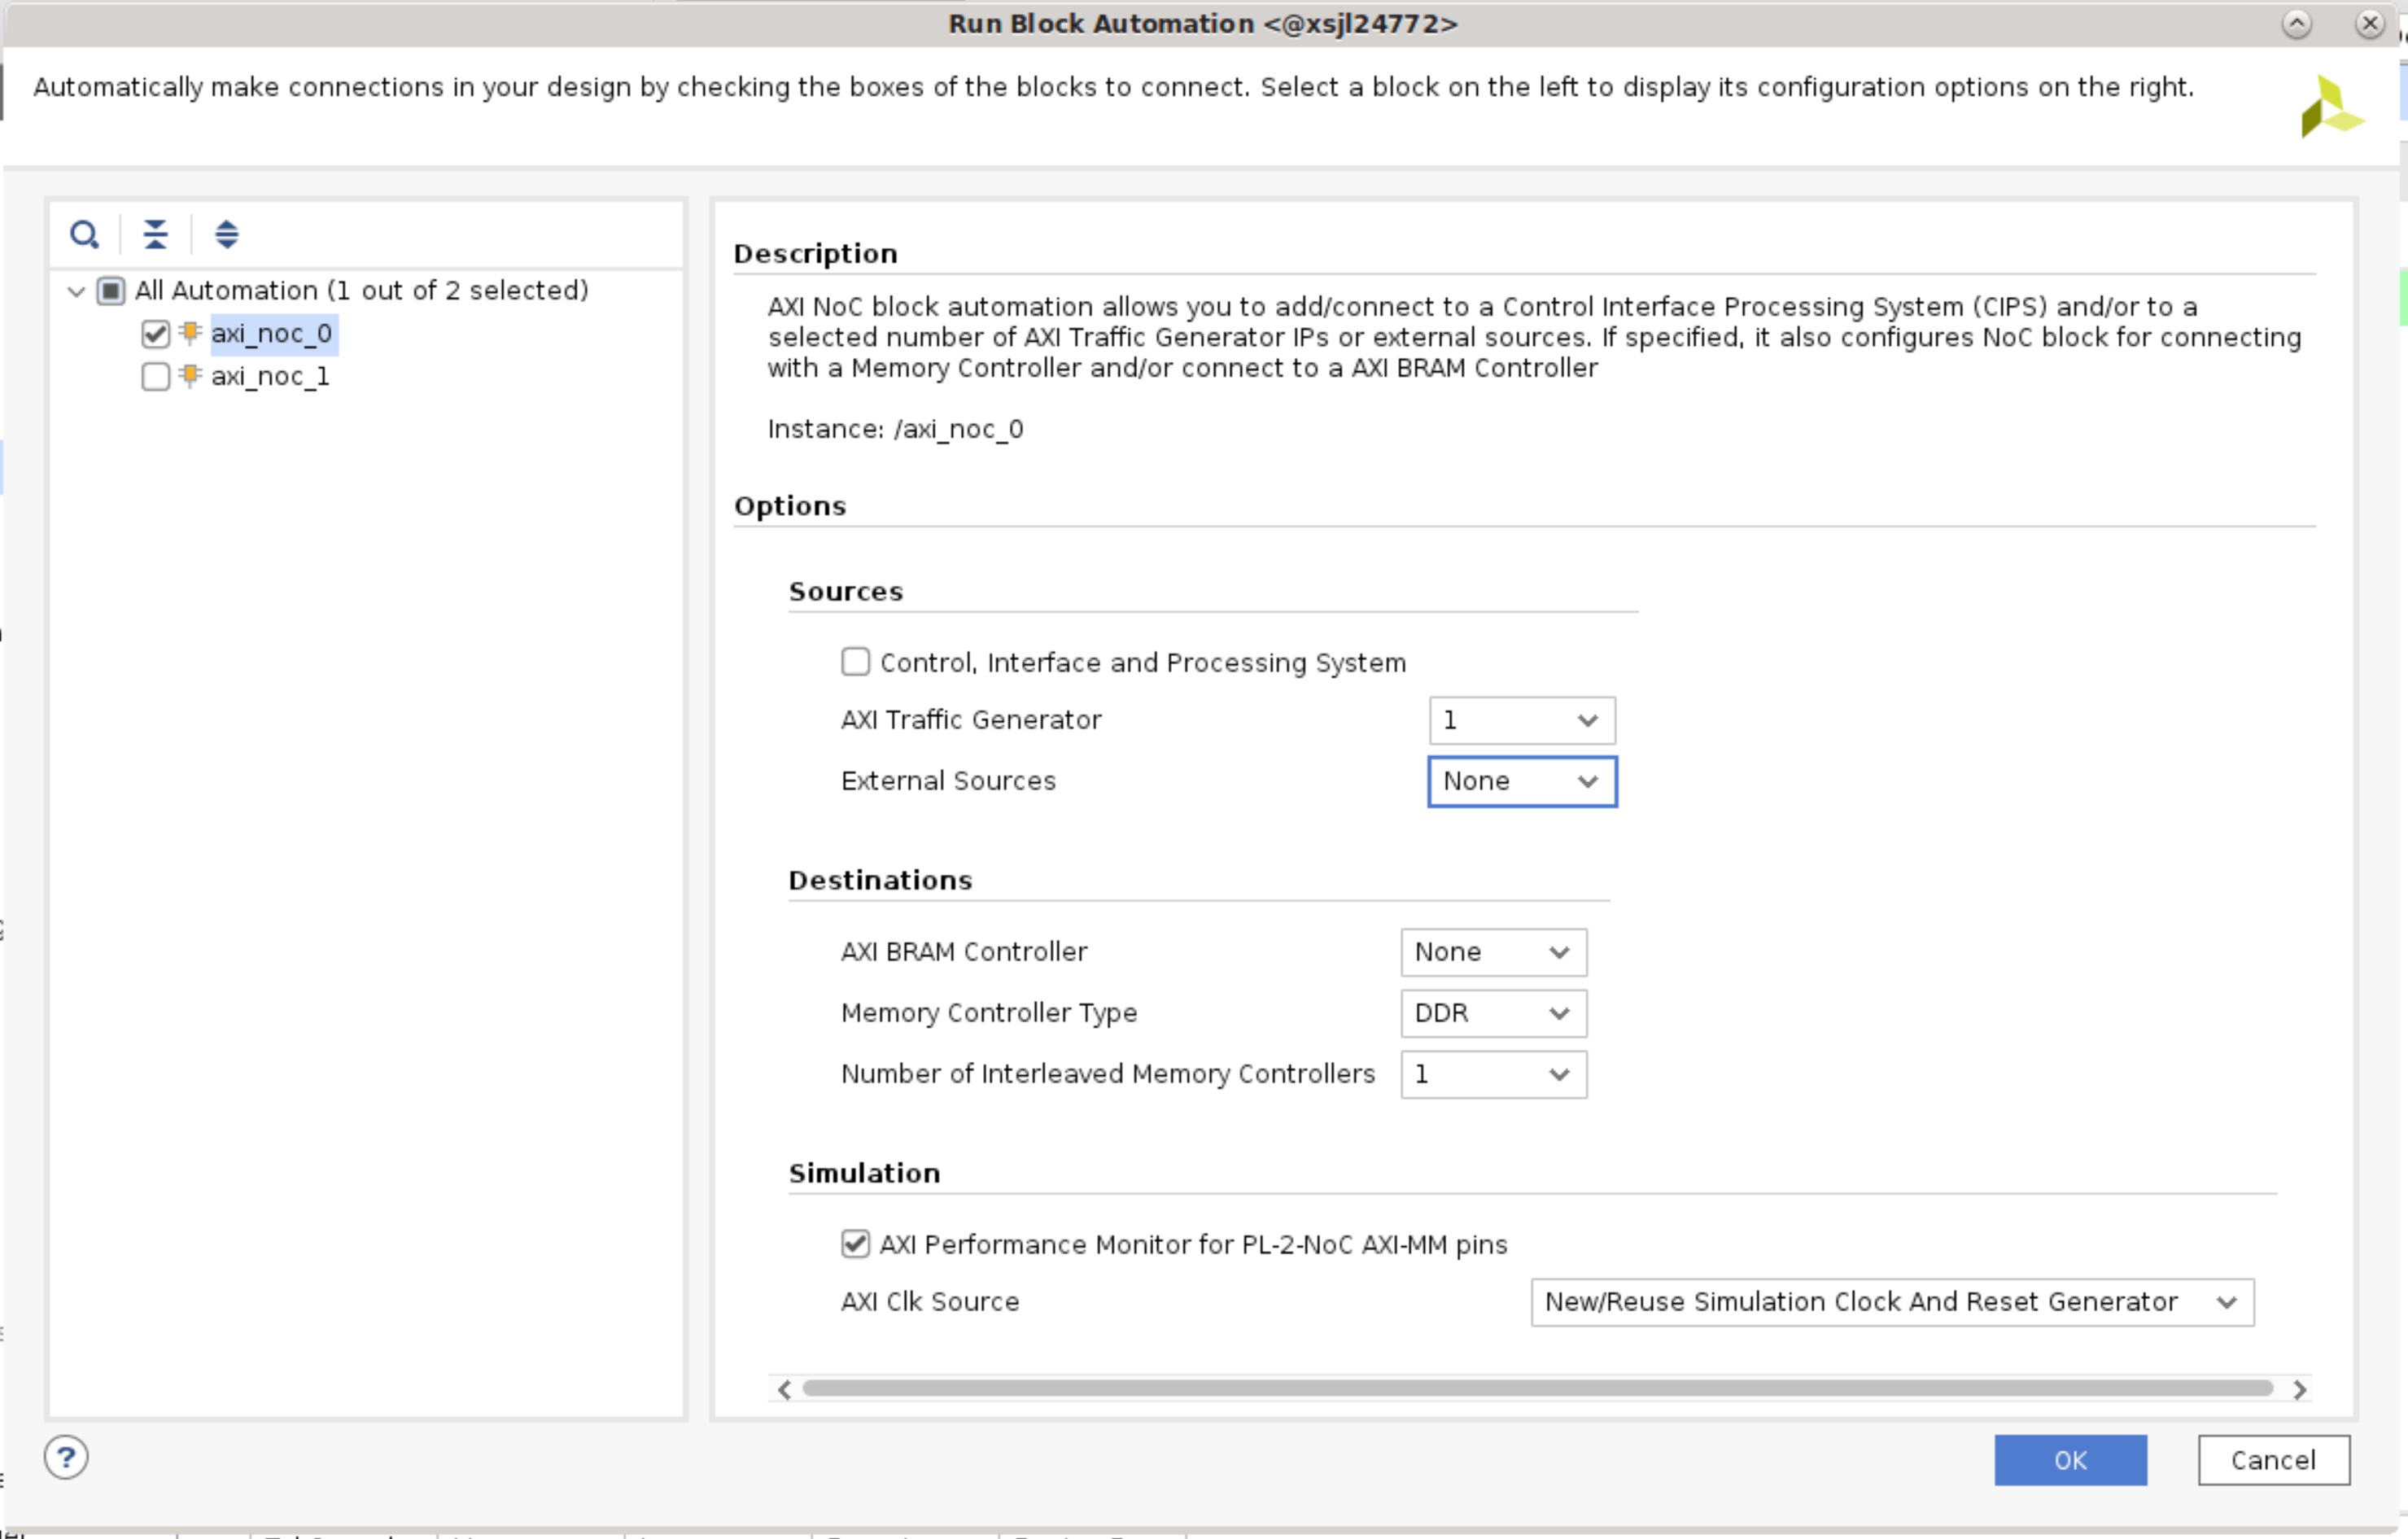 Run Block Automation <@xsjl24772>
Automatically make connections in your design by checking the boxes of the blocks to connect. Select a block on the left to display its configuration options on the right.
All Automation (1 out of 2 selected)
axi_noc_0
axi_noc_1
Description
AXI NoC block automation allows you to add/connect to a Control Interface Processing System (CIPS) and/or to a
selected number of AXI Traffic Generator IPs or external sources. If specified, it also configures NoC block for connecting
with a Memory Controller and/or connect to a AXI BRAM Controller
Instance: /axi_noc_0
Options
Sources
Control, Interface and Processing System
AXI Traffic Generator 1
External Sources None
Destinations
AXI BRAM Controller None
Memory Controller Type DDR
Number of Interleaved Memory Controllers 1
Simulation
AXI Performance Monitor for PL-2-NoC AXI-MM pins
AXI Clk Source New/Reuse Simulation Clock And Reset Generator
?
OK Cancel